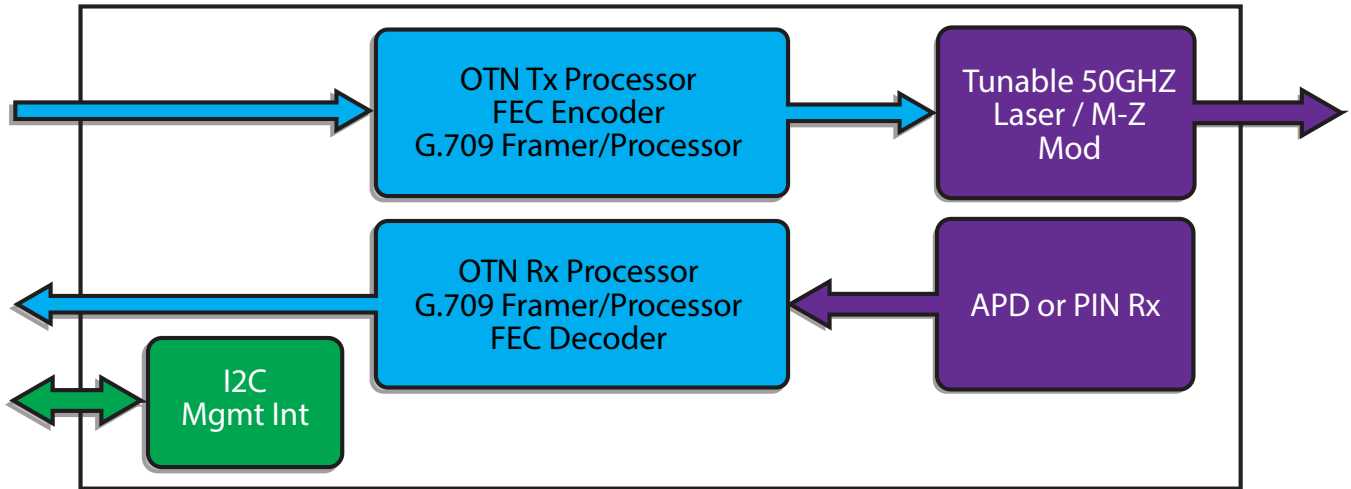 OTN Tx Processor
FEC Encoder
G.709 Framer/Processor
Tunable 50GHZ
Laser / M-Z
Mod
OTN Rx Processor
G.709 Framer/Processor
FEC Decoder
APD or PIN Rx
I2C
Mgmt Int